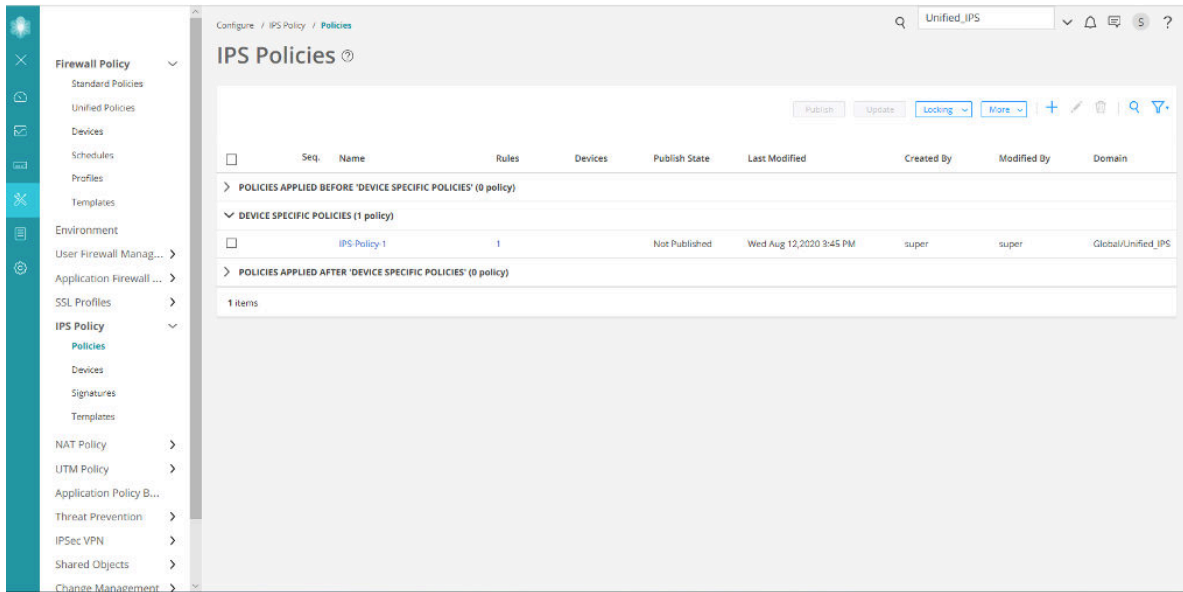 Configure / IPS Policy / Policies
Unified_IPS
S
?
IPS Policies ?
Firewall Policy
Standard Policies
Unified Policies
Devices
Schedules
Profiles
Templates
Environment
User Firewall Manag...
Application Firewall ...
SSL Profiles
IPS Policy
Policies
Devices
Signatures
Templates
NAT Policy
UTM Policy
Application Policy B...
Threat Prevention
IPSec VPN
Shared Objects
Change Management
Publish Update Locking More
Seq. Name Rules Devices Publish State Last Modified Created By Modified By Domain
POLICIES APPLIED BEFORE 'DEVICE SPECIFIC POLICIES' (0 policy)
DEVICE SPECIFIC POLICIES (1 policy)
IPS-Policy-1 1 Not Published Wed Aug 12,2020 3:45 PM super super Global/Unified_IPS
POLICIES APPLIED AFTER 'DEVICE SPECIFIC POLICIES' (0 policy)
1 items